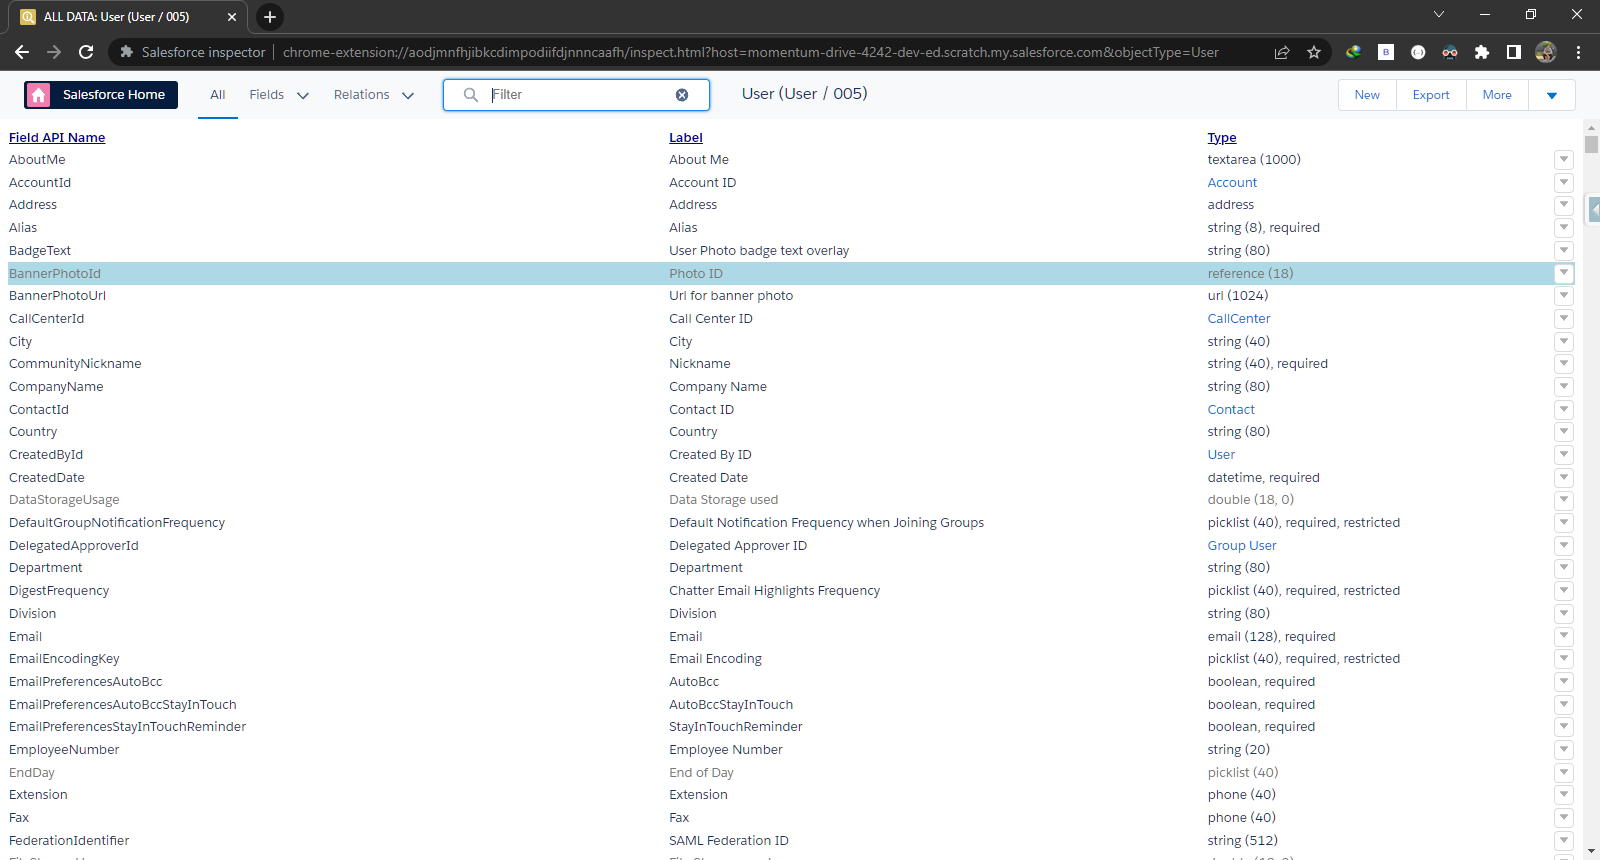 ALL DATA: User (User / 005)
Salesforce inspector chrome-extension://aodjmnfhjibkcdimpodiifdjnnncaafh/inspect.html?host=momentum-drive-4242-dev-ed.scratch.my.salesforce.com&objectType=User
Salesforce Home All Fields Relations Filter User (User / 005) New Export More
Field API Name Label Type
AboutMe About Me textarea (1000)
AccountId Account ID Account
Address Address address
Alias Alias string (8), required
BadgeText User Photo badge text overlay string (80)
BannerPhotoId Photo ID reference (18)
BannerPhotoUrl Url for banner photo url (1024)
CallCenterId Call Center ID CallCenter
City City string (40)
CommunityNickname Nickname string (40), required
CompanyName Company Name string (80)
ContactId Contact ID Contact
Country Country string (80)
CreatedById Created By ID User
CreatedDate Created Date datetime, required
DataStorageUsage Data Storage used double (18, 0)
DefaultGroupNotificationFrequency Default Notification Frequency when Joining Groups picklist (40), required, restricted
DelegatedApproverId Delegated Approver ID Group User
Department Department string (80)
DigestFrequency Chatter Email Highlights Frequency picklist (40), required, restricted
Division Division string (80)
Email Email email (128), required
EmailEncodingKey Email Encoding picklist (40), required, restricted
EmailPreferencesAutoBcc AutoBcc boolean, required
EmailPreferencesAutoBccStayInTouch AutoBccStayInTouch boolean, required
EmailPreferencesStayInTouchReminder StayInTouchReminder boolean, required
EmployeeNumber Employee Number string (20)
EndDay End of Day picklist (40)
Extension Extension phone (40)
Fax Fax phone (40)
FederationIdentifier SAML Federation ID string (512)